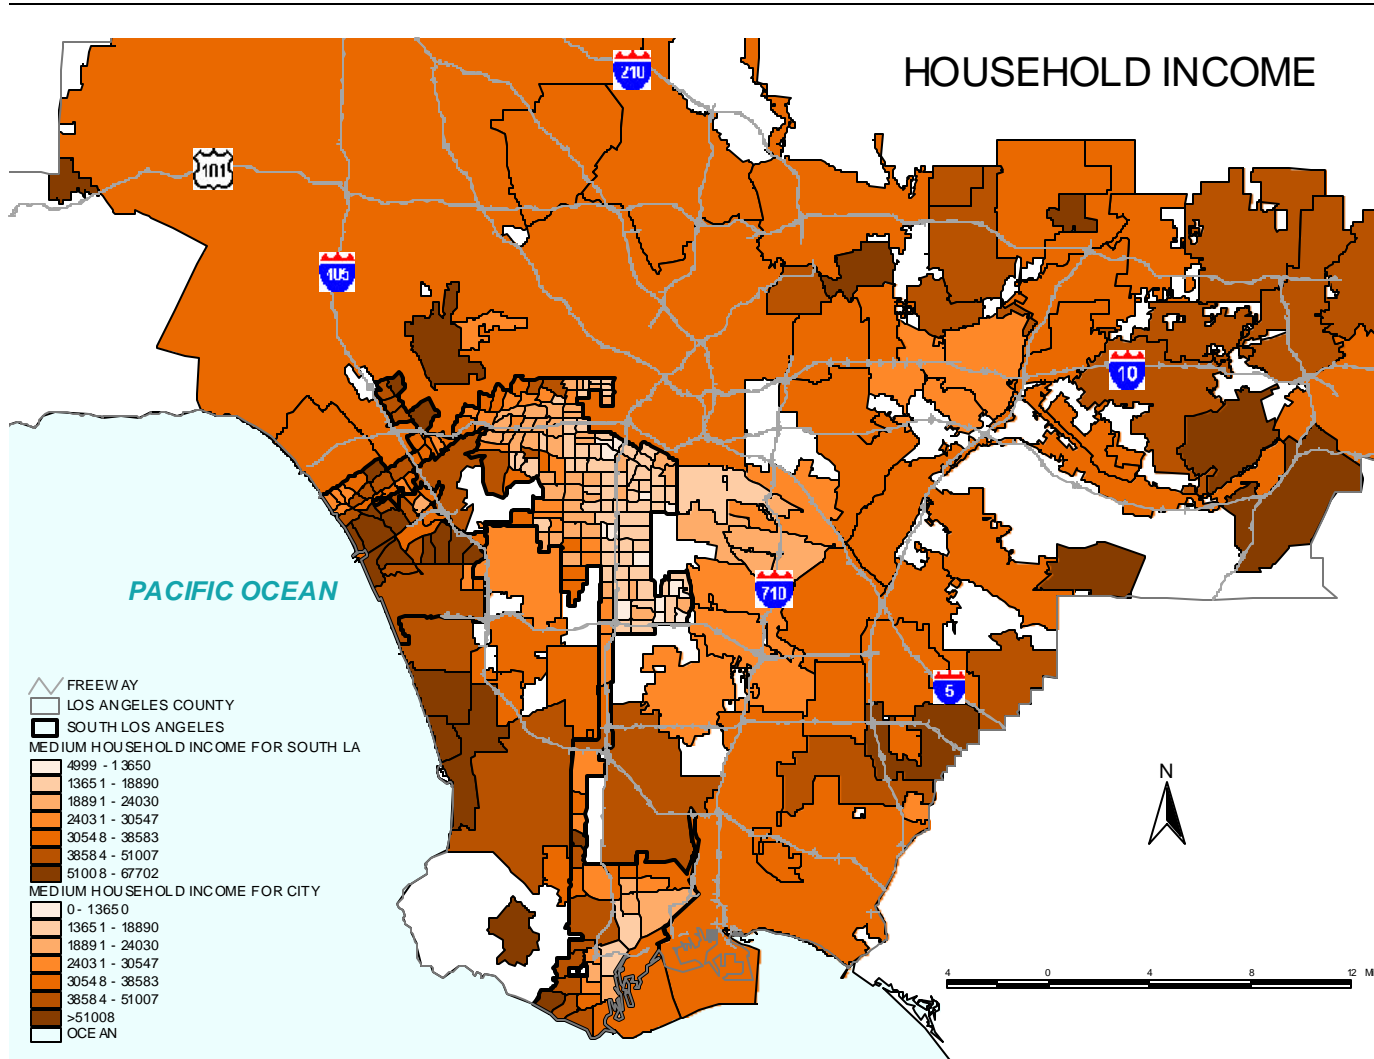 HOUSEHOLD INCOME
210
101
405
10
PACIFIC OCEAN
710
5
FREEWAY
LOS ANGELES COUNTY
SOUTH LOS ANGELES
MEDIUM HOUSEHOLD INCOME FOR SOUTH LA
4999 - 13650
13651 - 18890
18891 - 24030
24031 - 30547
30548 - 38583
38584 - 51007
51008 - 67702
MEDIUM HOUSEHOLD INCOME FOR CITY
0 - 13650
13651 - 18890
18891 - 24030
24031 - 30547
30548 - 38583
38584 - 51007
>51008
OCEAN
N
4 0 4 8 12 Mi